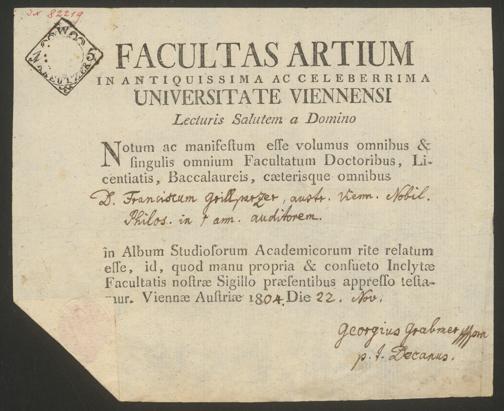 IN 82219
FACULTAS ARTIUM
IN ANTIQUISSIMA AC CELEBERRIMA
UNIVERSITATE VIENNENSI
Lecturis Salutem a Domino
Notum ac manifestum esse volumus omnibus &
singulis omnium Facultatum Doctoribus, Li-
centiatis, Baccalaureis, cæterisque omnibus
D. Franciscum Grillparzer, austr. Vienn. Nobil.
Philos. in 1 am. auditorem.
in Album Studiosorum Academicorum rite relatum
esse, id, quod manu propria & consueto Inclytæ
Facultatis nostræ Sigillo præsentibus appresso testa-
mur. Viennæ Austriæ 1804. Die 22. Nov.
Georgius Grabmer
p. t. Decanus.